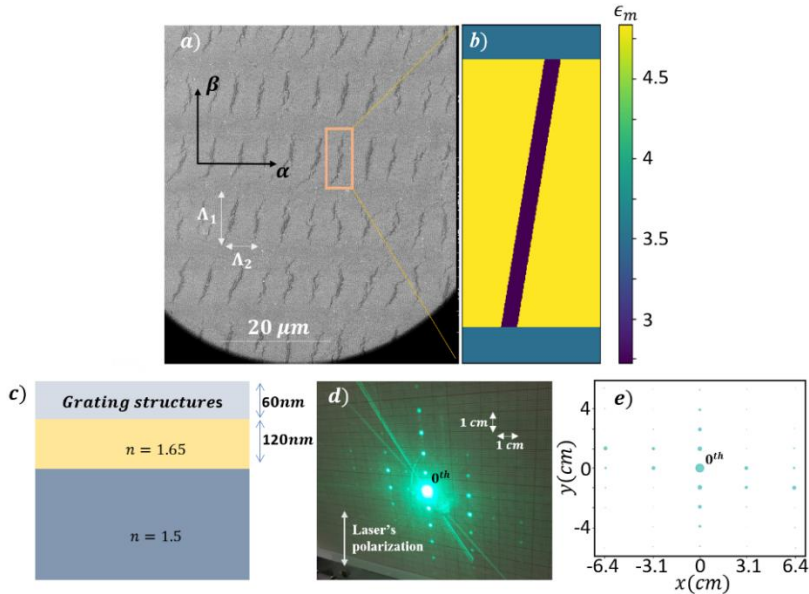 a)
β
α
Λ₁
Λ₂
20 μm
b)
ϵₘ
4.5
4
3.5
3
c)
Grating structures
60nm
n = 1.65
120nm
n = 1.5
d)
1 cm
1 cm
0ᵗʰ
Laser's
polarization
e)
y(cm)
4
0
-4
0ᵗʰ
-6.4 -3.1 0 3.1 6.4
x(cm)